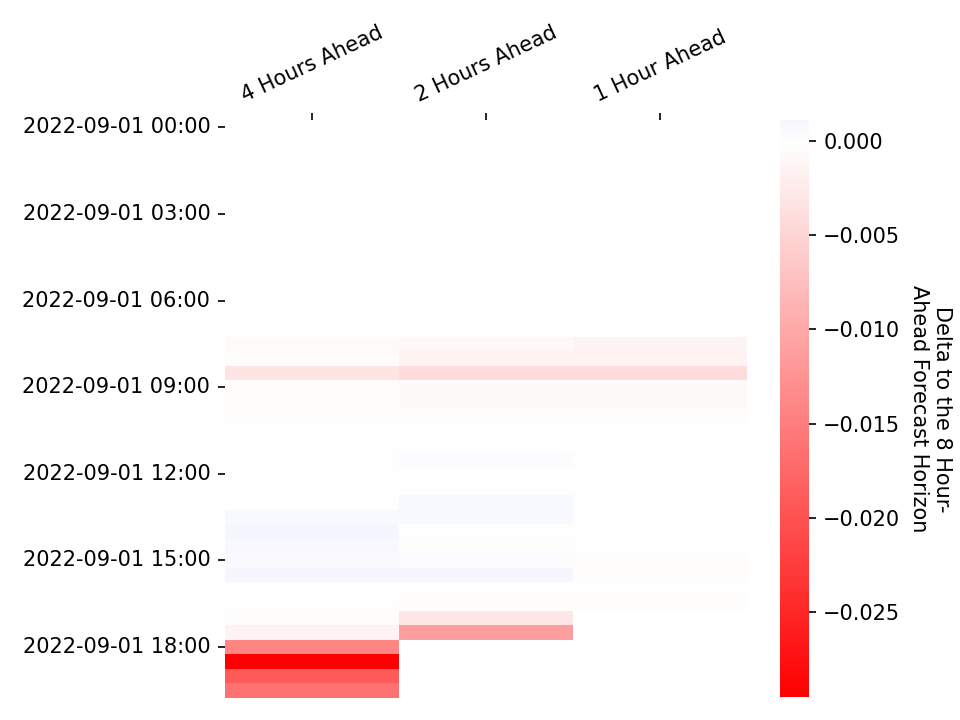 4 Hours Ahead
2 Hours Ahead
1 Hour Ahead
2022-09-01 00:00
2022-09-01 03:00
2022-09-01 06:00
2022-09-01 09:00
2022-09-01 12:00
2022-09-01 15:00
2022-09-01 18:00
0.000
−0.005
−0.010
−0.015
−0.020
−0.025
Delta to the 8 Hour-
Ahead Forecast Horizon